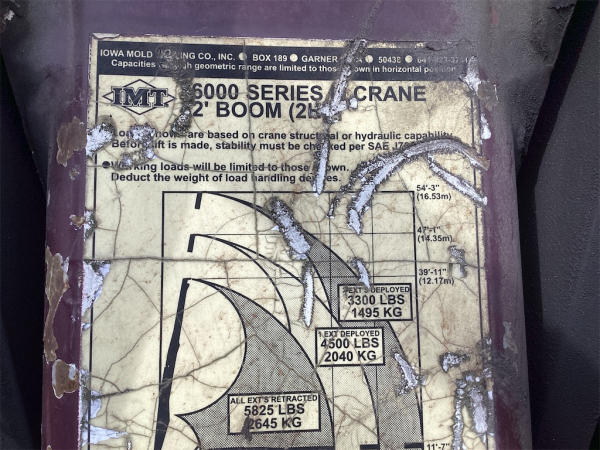 IOWA MOLD CO., INC. ● BOX 189 ● GARNER ● 50438 ●
Capacities geometric range are limited to those shown in horizontal position
IMT
6000 SERIES CRANE
2' BOOM
shown are based on crane structural or hydraulic capability
Before lift is made, stability must be checked per SAE
●Working loads will be limited to those shown.
Deduct the weight of load handling devices.
54'-3"
(16.53m)
47'-1"
(14.35m)
39'-11"
(12.17m)
EXT'S DEPLOYED
3300 LBS
1495 KG
1 EXT DEPLOYED
4500 LBS
2040 KG
ALL EXT'S RETRACTED
5825 LBS
2645 KG
11'-7"